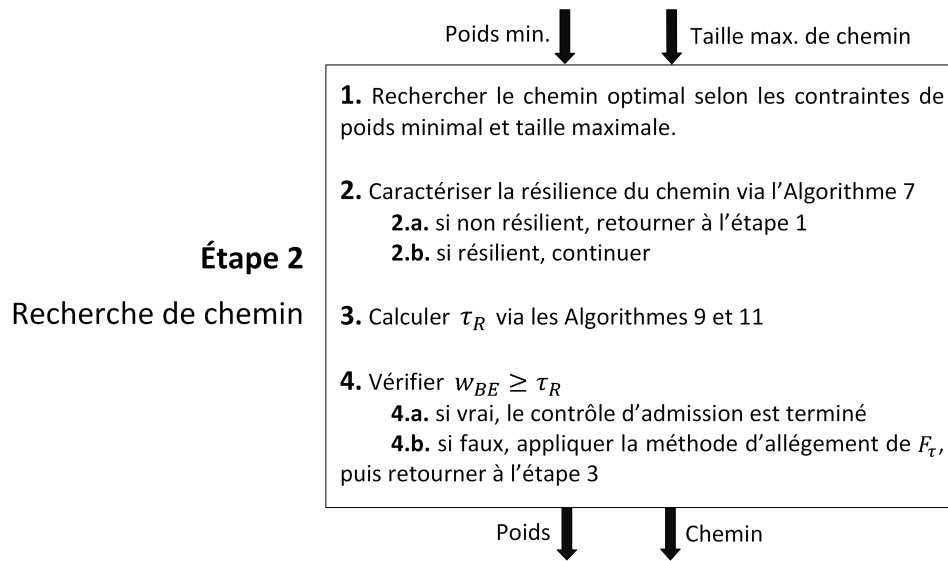 Poids min.
Taille max. de chemin
1. Rechercher le chemin optimal selon les contraintes de
poids minimal et taille maximale.
2. Caractériser la résilience du chemin via l'Algorithme 7
2.a. si non résilient, retourner à l'étape 1
2.b. si résilient, continuer
Étape 2
Recherche de chemin
3. Calculer τ_R via les Algorithmes 9 et 11
4. Vérifier w_BE ≥ τ_R
4.a. si vrai, le contrôle d'admission est terminé
4.b. si faux, appliquer la méthode d'allégement de F_τ,
puis retourner à l'étape 3
Poids
Chemin